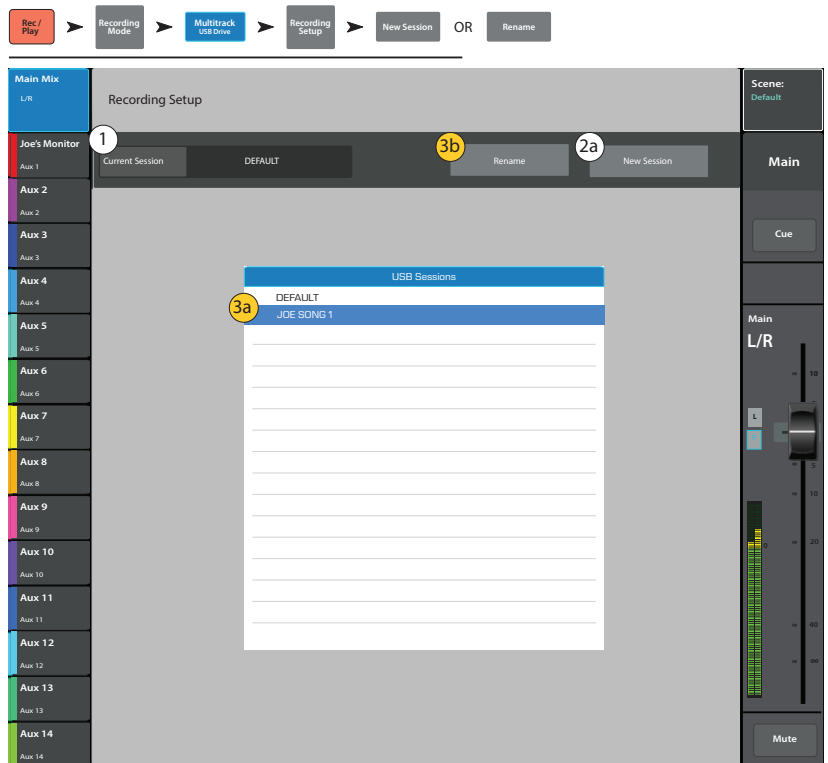 Rec /
Play
Recording
Mode
Multitrack
USB Drive
Recording
Setup
New Session
OR
Rename
Main Mix
L/R
Recording Setup
Scene:
Default
1
Current Session
DEFAULT
3b
Rename
2a
New Session
Main
Joe's Monitor
Aux 1
Aux 2
Aux 2
Aux 3
Aux 3
Cue
Aux 4
Aux 4
USB Sessions
DEFAULT
3a
JOE SONG 1
Aux 5
Aux 5
Main
L/R
Aux 6
Aux 6
10
Aux 7
Aux 7
L
Aux 8
Aux 8
5
10
Aux 9
Aux 9
0
20
Aux 10
Aux 10
Aux 11
Aux 11
40
Aux 12
Aux 12
∞
Aux 13
Aux 13
Aux 14
Aux 14
Mute